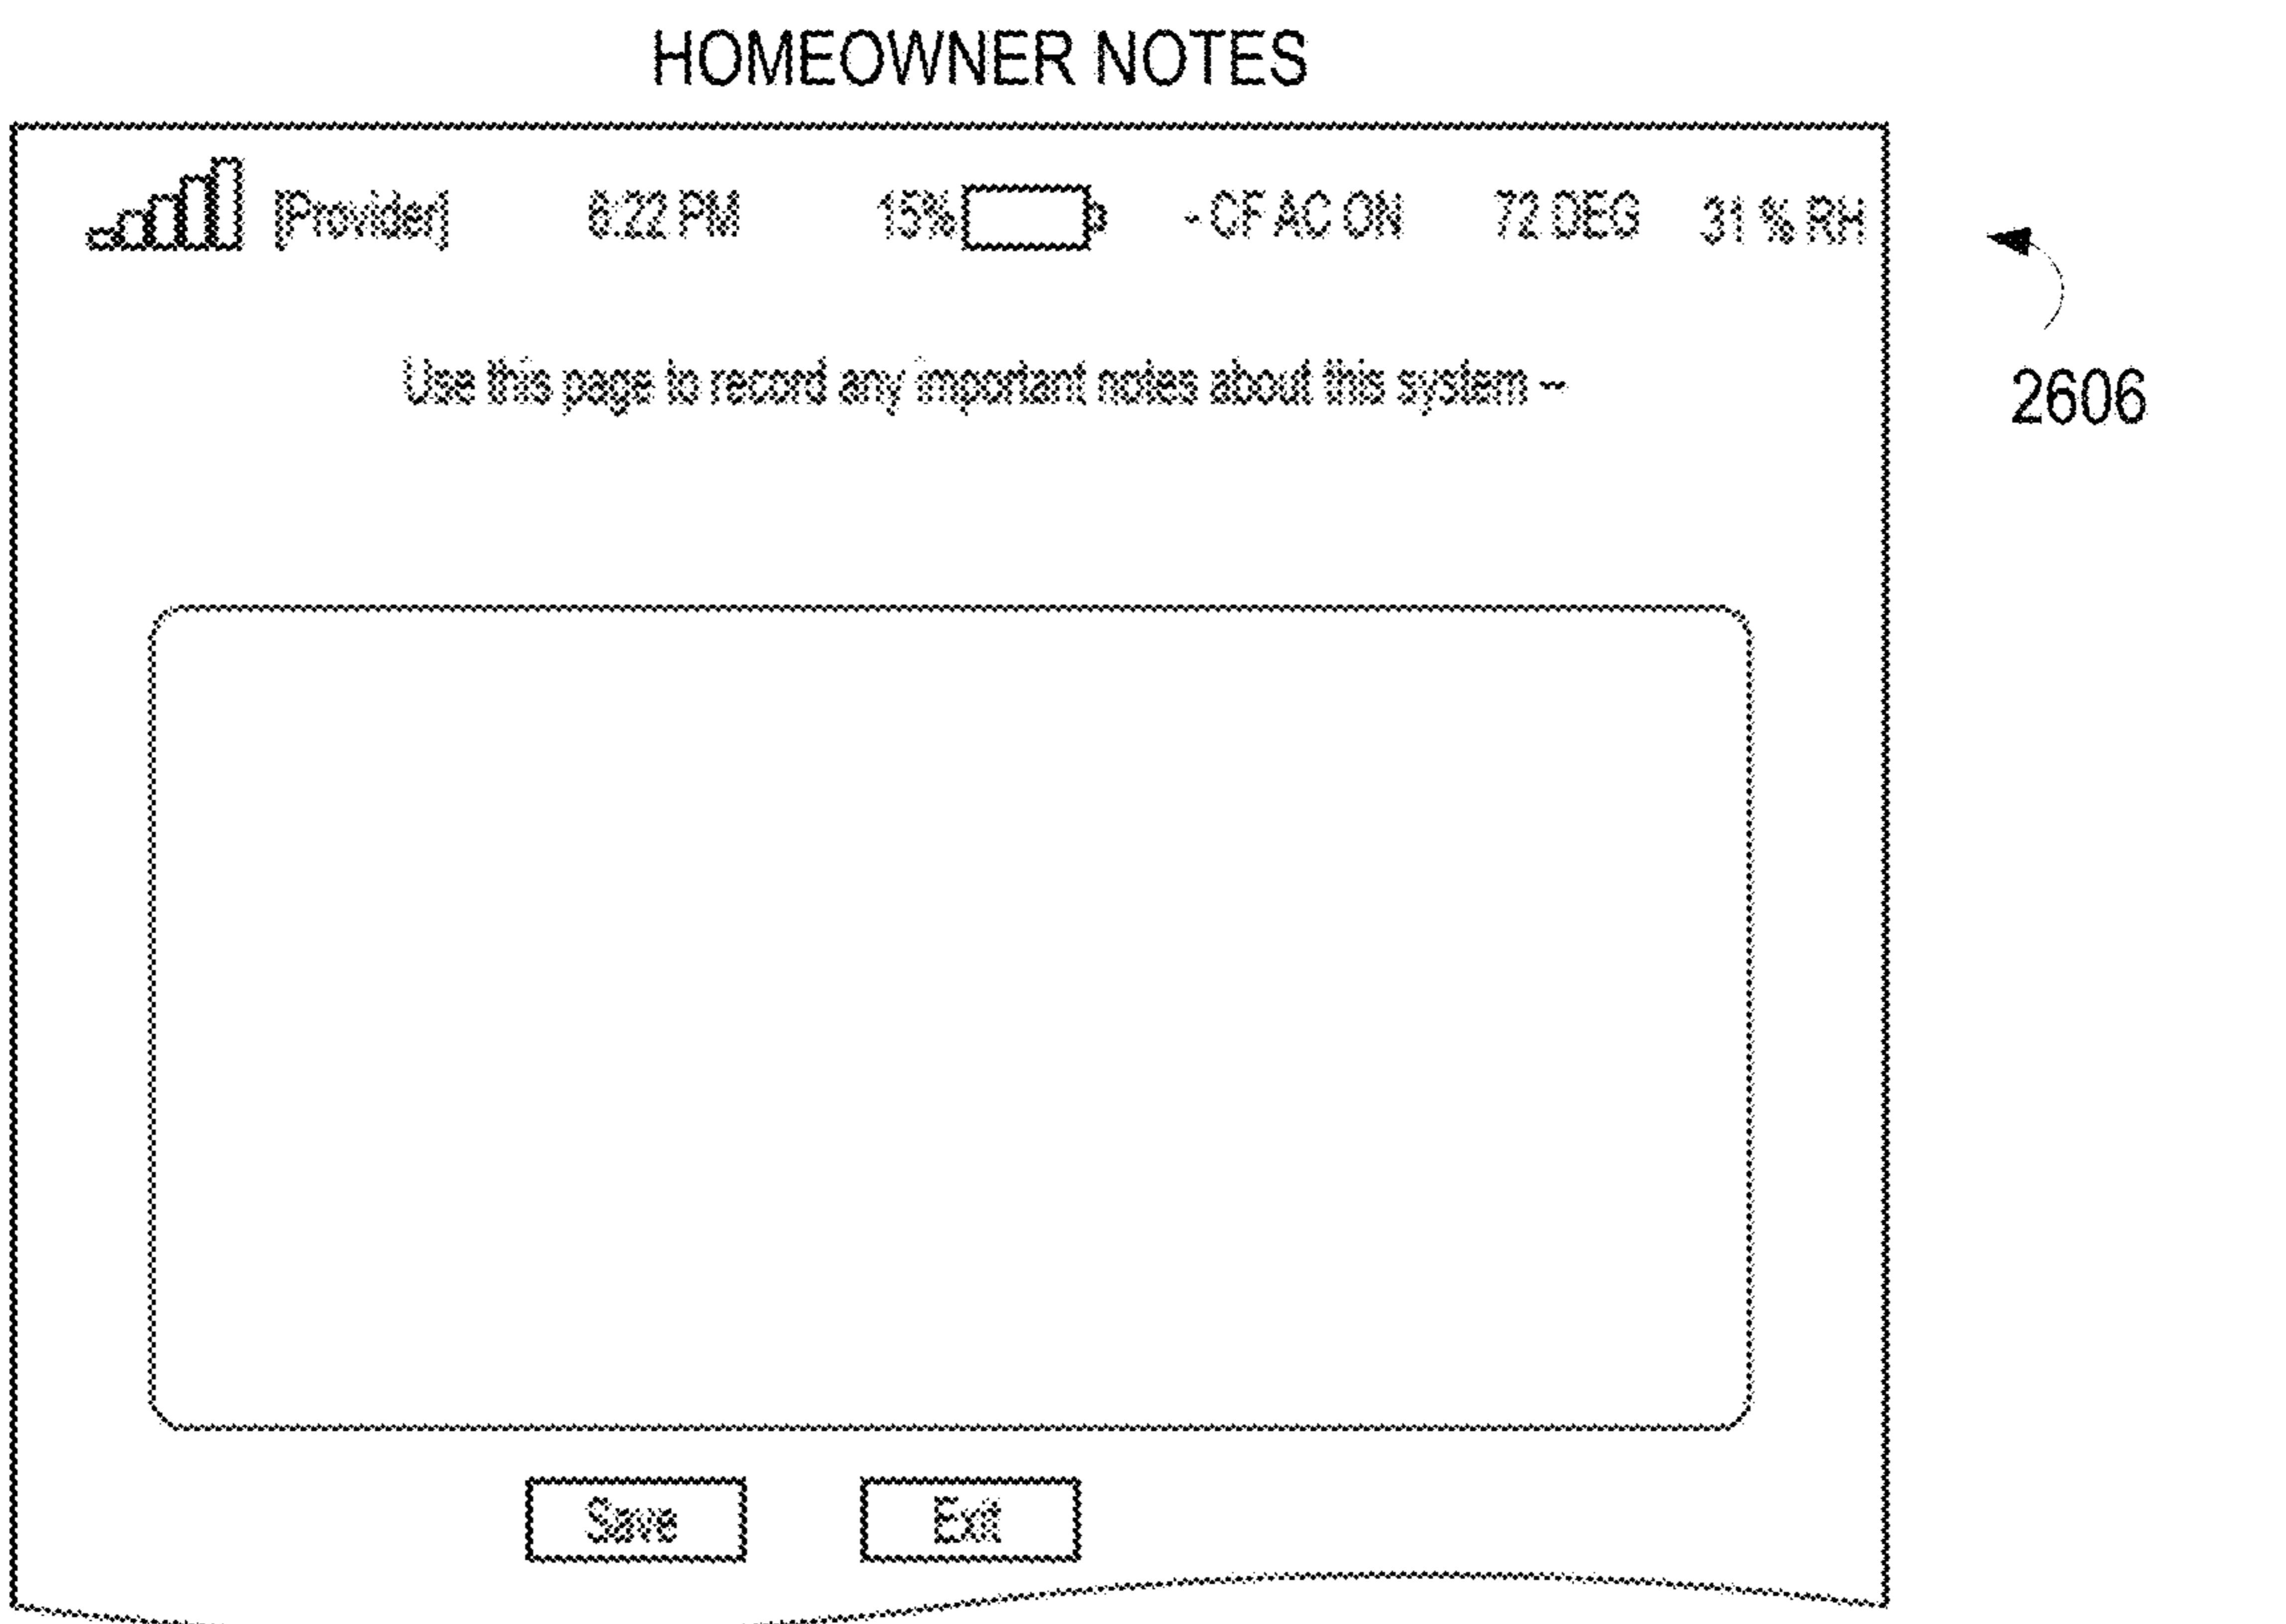 HOMEOWNER NOTES
[Provider] 6:22 PM 15% - CF AC ON 72 DEG 31 % RH
Use this page to record any important notes about this system --
2606
Save Exit